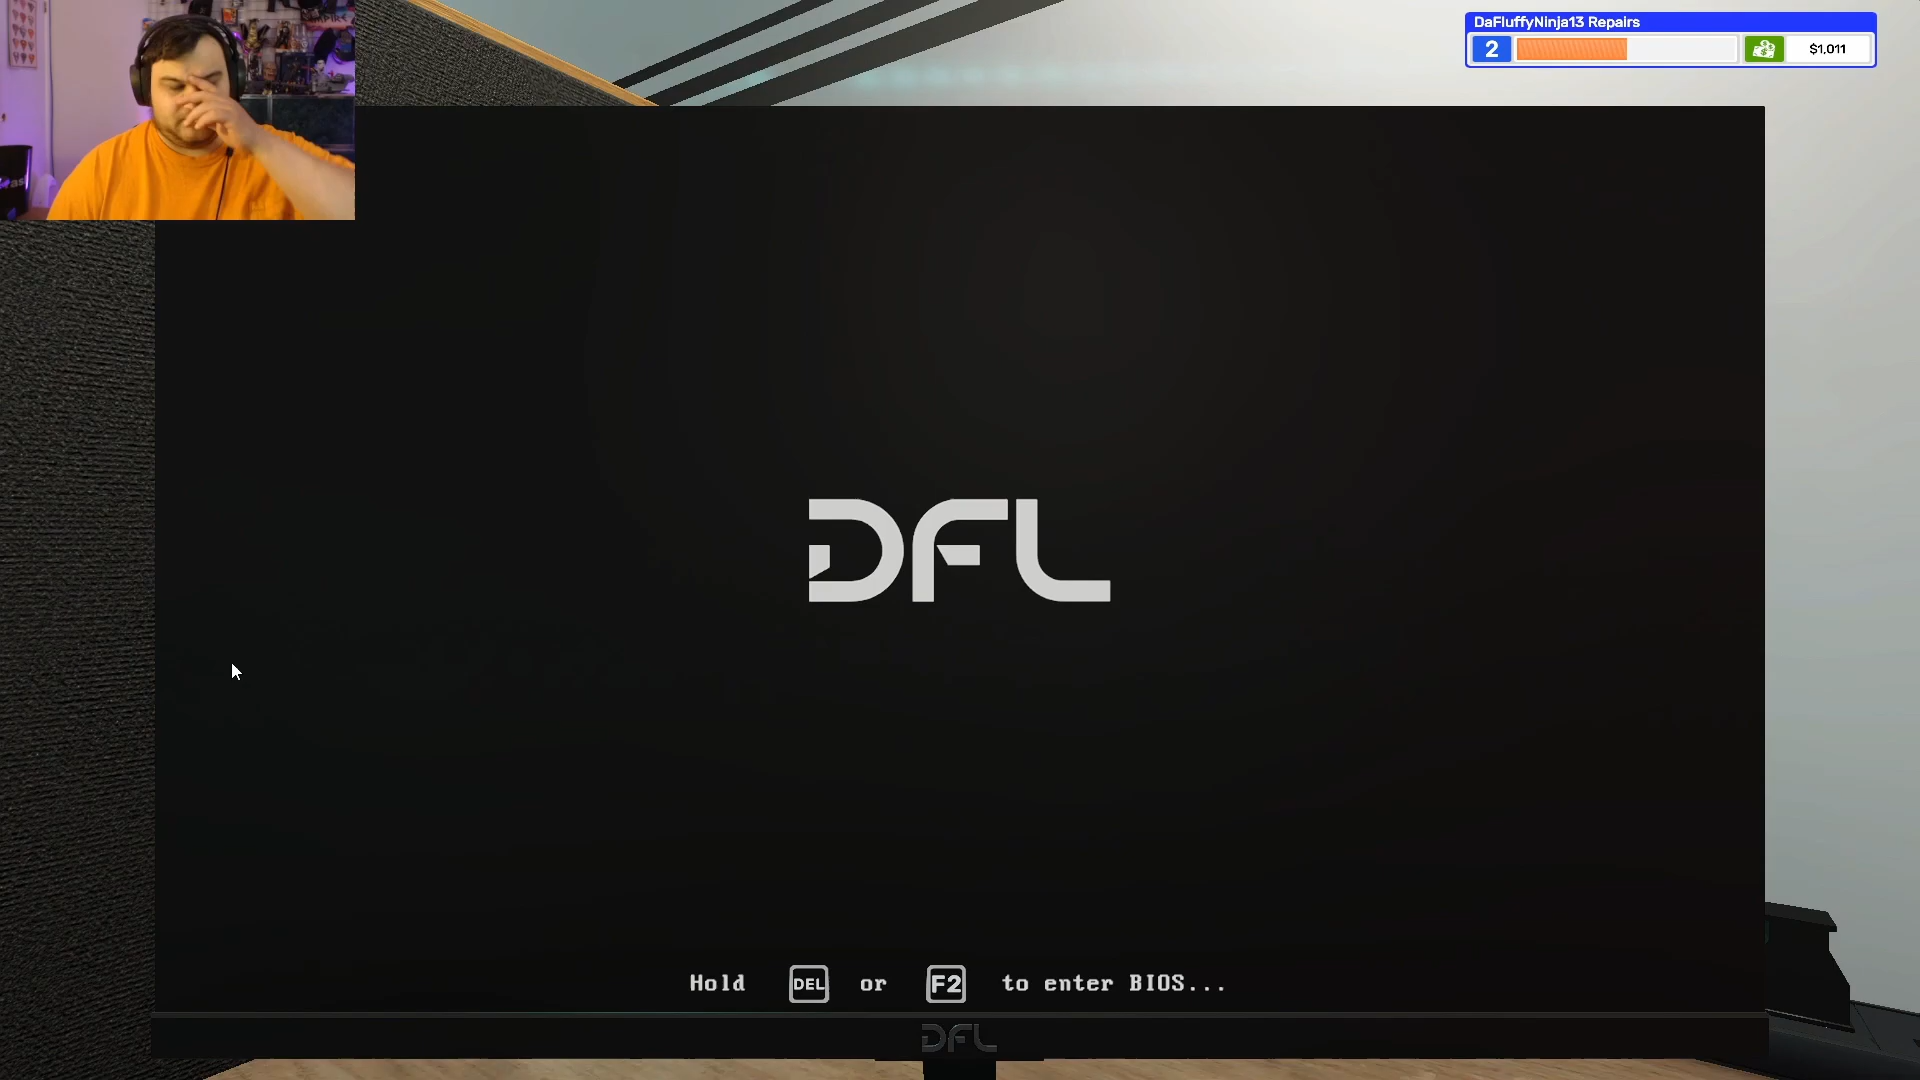 DaFluffyNinja13 Repairs
2
$1,011
DFL
Hold DEL or F2 to enter BIOS...
DFL